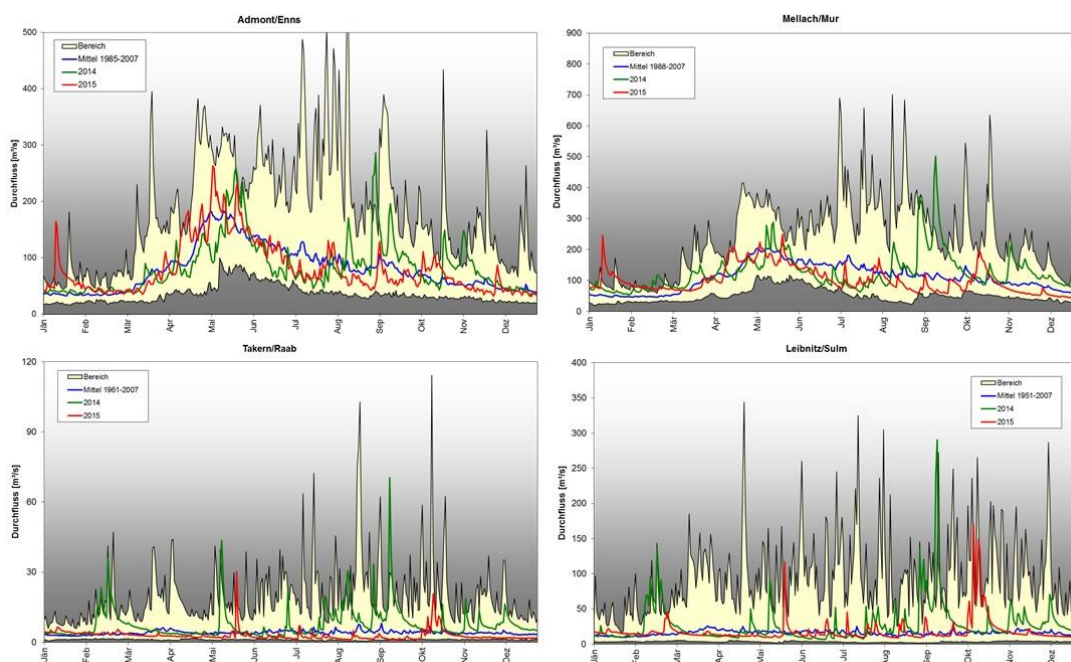 Admont/Enns
Durchfluss [m³/s]
500
400
300
200
100
0
Bereich
Mittel 1985-2007
2014
2015
Jän
Feb
Mär
Apr
Mai
Jun
Jul
Aug
Sep
Okt
Nov
Dez
Mellach/Mur
Durchfluss [m³/s]
900
800
700
600
500
400
300
200
100
0
Bereich
Mittel 1988-2007
2014
2015
Jän
Feb
Mär
Apr
Mai
Jun
Jul
Aug
Sep
Okt
Nov
Dez
Takern/Raab
Durchfluss [m³/s]
120
90
60
30
0
Bereich
Mittel 1961-2007
2014
2015
Jän
Feb
Mär
Apr
Mai
Jun
Jul
Aug
Sep
Okt
Nov
Dez
Leibnitz/Sulm
Durchfluss [m³/s]
400
350
300
250
200
150
100
50
0
Bereich
Mittel 1951-2007
2014
2015
Jän
Feb
Mär
Apr
Mai
Jun
Jul
Aug
Sep
Okt
Nov
Dez